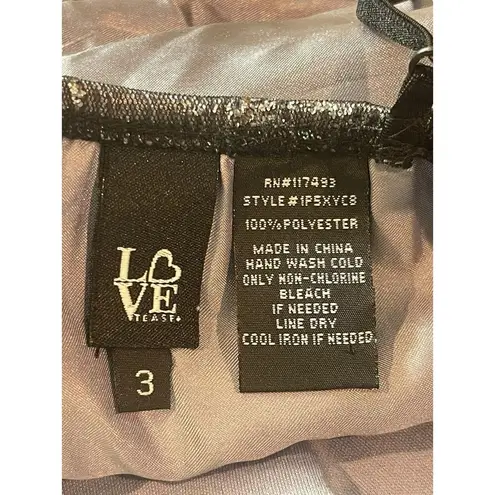 L♡
VE
TEASE
3
RN#117493
STYLE#1P5XYC8
100%POLYESTER
MADE IN CHINA
HAND WASH COLD
ONLY NON-CHLORINE
BLEACH
IF NEEDED
LINE DRY
COOL IRON IF NEEDED